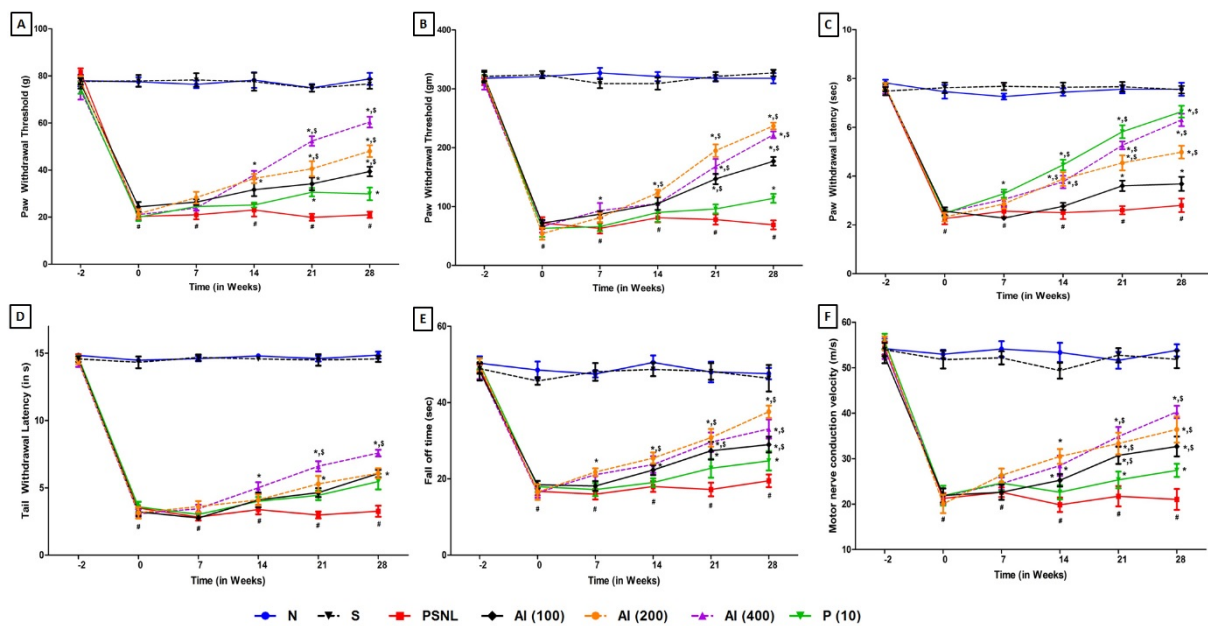 A
Paw Withdrawal Threshold (g)
100
80
60
40
20
0
*,$
*,$
*,$
*,$
*,$
*
*
*
*
*
*
# # # # #
-2 0 7 14 21 28
Time (in Weeks)
B
Paw Withdrawal Threshold (gm)
400
300
200
100
0
*,$
*,$
*,$
*,$
*,$
*,$
*
*
*
*
# # # # #
-2 0 7 14 21 28
Time (in Weeks)
C
Paw Withdrawal Latency (sec)
10
8
6
4
2
0
*,$
*,$
*,$
*,$
*,$
*,$
*,$
*,$
*,$
*
*
*
# # # # #
-2 0 7 14 21 28
Time (in Weeks)
D
Tail Withdrawal Latency (in s)
15
10
5
0
*,$
*,$
*
*
*
# # # # #
-2 0 7 14 21 28
Time (in Weeks)
E
Fall off time (sec)
60
40
20
0
*,$
*,$
*,$
*,$
*,$
*,$
*,$
*
*
*
# # # # #
-2 0 7 14 21 28
Time (in Weeks)
F
Motor nerve conduction velocity (m/s)
60
50
40
30
20
10
*,$
*,$
*,$
*,$
*,$
*,$
*
*
*
*
*
# # # #
-2 0 7 14 21 28
Time (in Weeks)
N S PSNL AI (100) AI (200) AI (400) P (10)